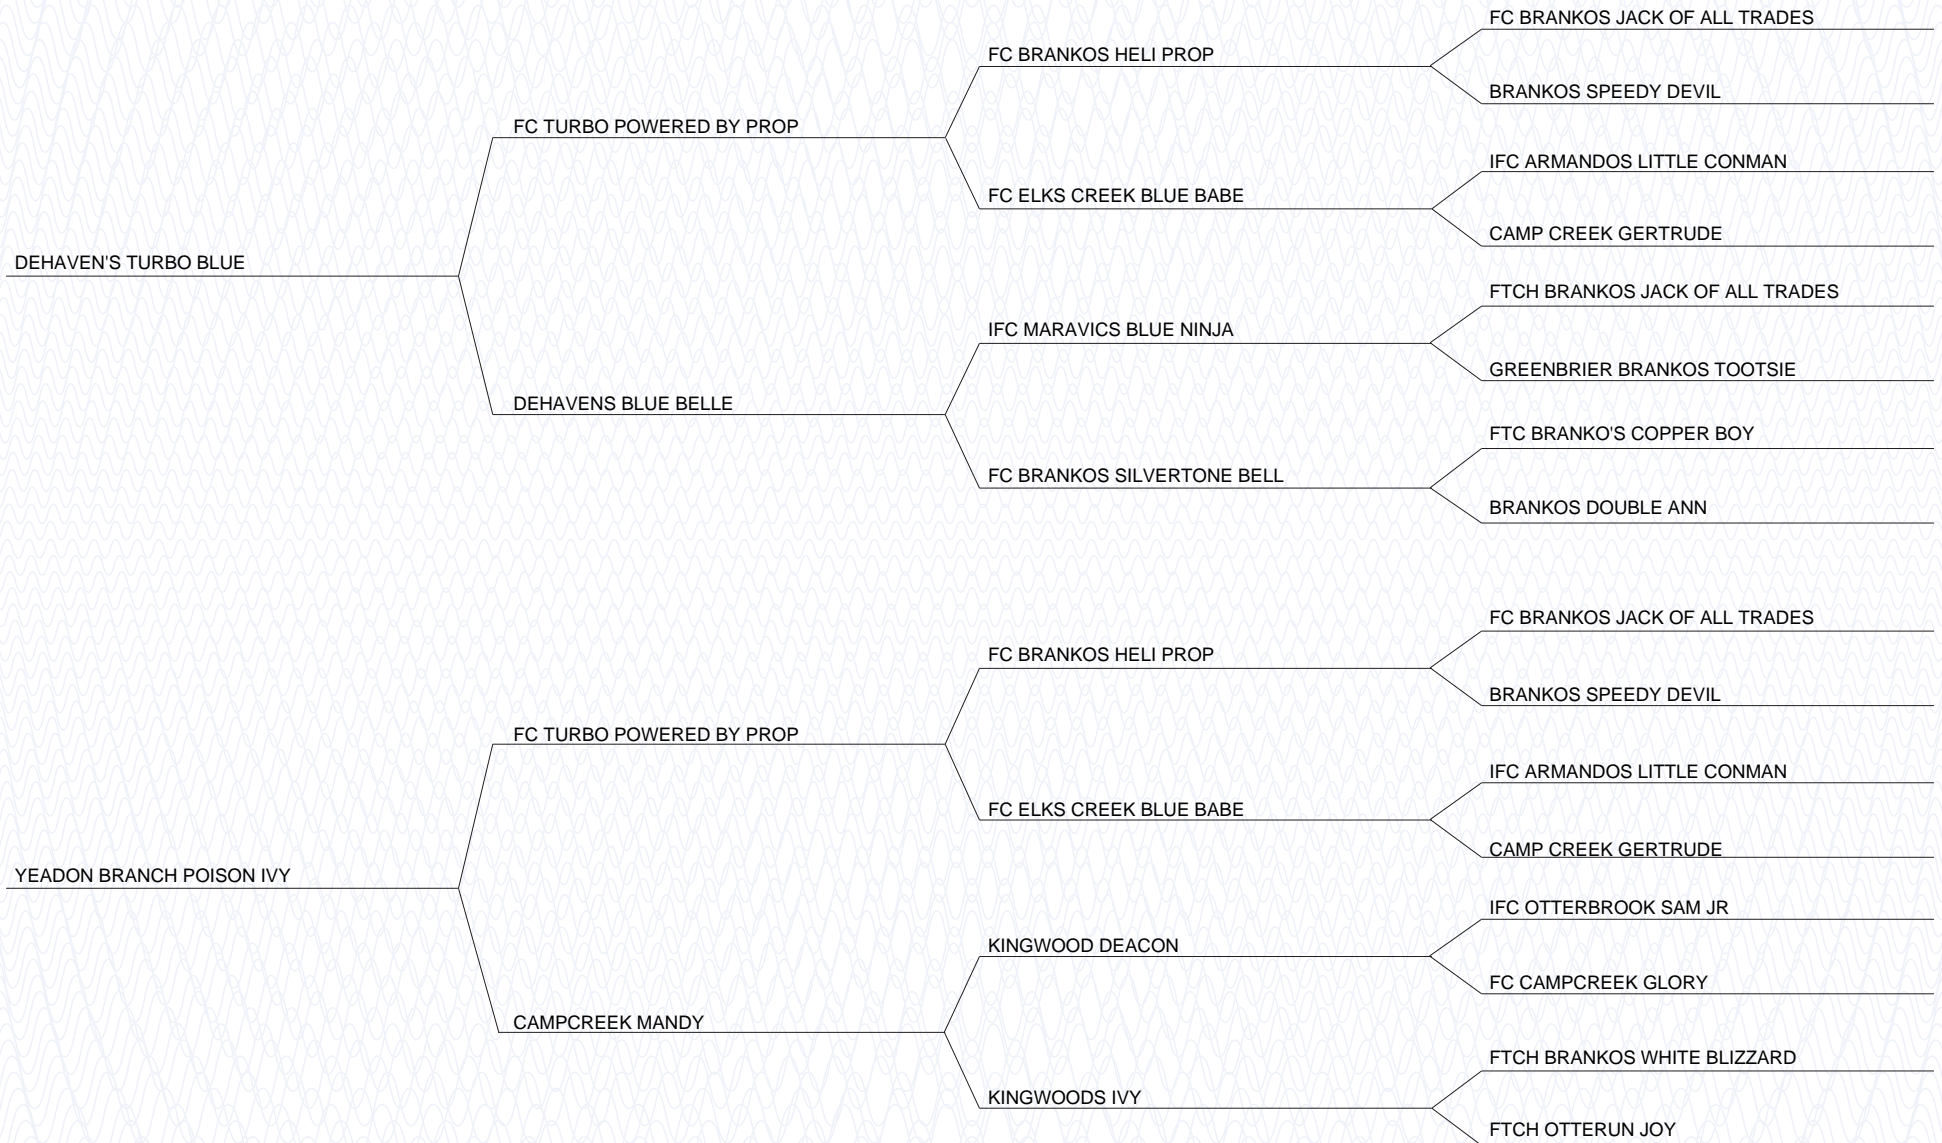 FC BRANKOS JACK OF ALL TRADES
FC BRANKOS HELI PROP
BRANKOS SPEEDY DEVIL
FC TURBO POWERED BY PROP
IFC ARMANDOS LITTLE CONMAN
FC ELKS CREEK BLUE BABE
CAMP CREEK GERTRUDE
DEHAVEN'S TURBO BLUE
FTCH BRANKOS JACK OF ALL TRADES
IFC MARAVICS BLUE NINJA
GREENBRIER BRANKOS TOOTSIE
DEHAVENS BLUE BELLE
FTC BRANKO'S COPPER BOY
FC BRANKOS SILVERTONE BELL
BRANKOS DOUBLE ANN
FC BRANKOS JACK OF ALL TRADES
FC BRANKOS HELI PROP
BRANKOS SPEEDY DEVIL
FC TURBO POWERED BY PROP
IFC ARMANDOS LITTLE CONMAN
FC ELKS CREEK BLUE BABE
CAMP CREEK GERTRUDE
YEADON BRANCH POISON IVY
IFC OTTERBROOK SAM JR
KINGWOOD DEACON
FC CAMPCREEK GLORY
CAMPCREEK MANDY
FTCH BRANKOS WHITE BLIZZARD
KINGWOODS IVY
FTCH OTTERUN JOY